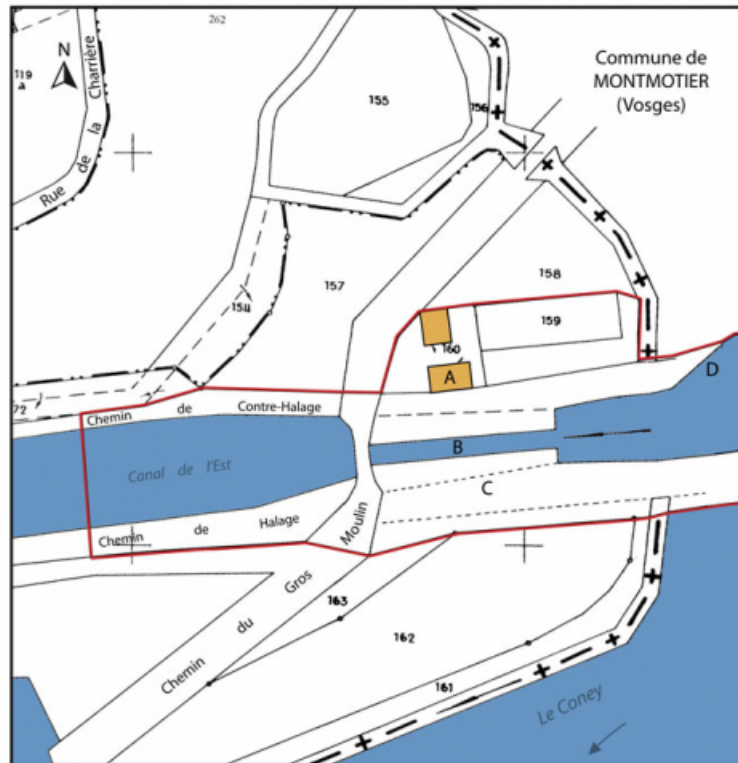 262
119
a
N
Rue de la Charrière
155
156
Commune de
MONTMOTIER
(Vosges)
154
157
158
159
160
A
D
72
Chemin de Contre-Halage
B
Canal de l'Est
C
Chemin de Halage
Chemin du Gros Moulin
163
162
161
Le Coney